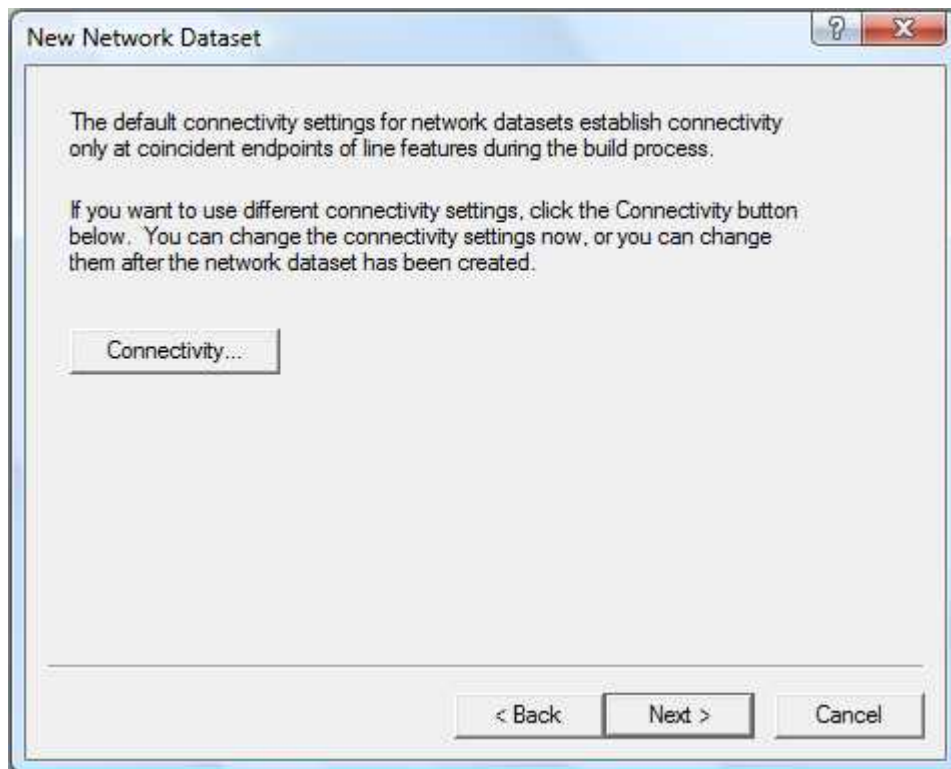 New Network Dataset
?
X
The default connectivity settings for network datasets establish connectivity
only at coincident endpoints of line features during the build process.
If you want to use different connectivity settings, click the Connectivity button
below. You can change the connectivity settings now, or you can change
them after the network dataset has been created.
Connectivity...
< Back
Next >
Cancel